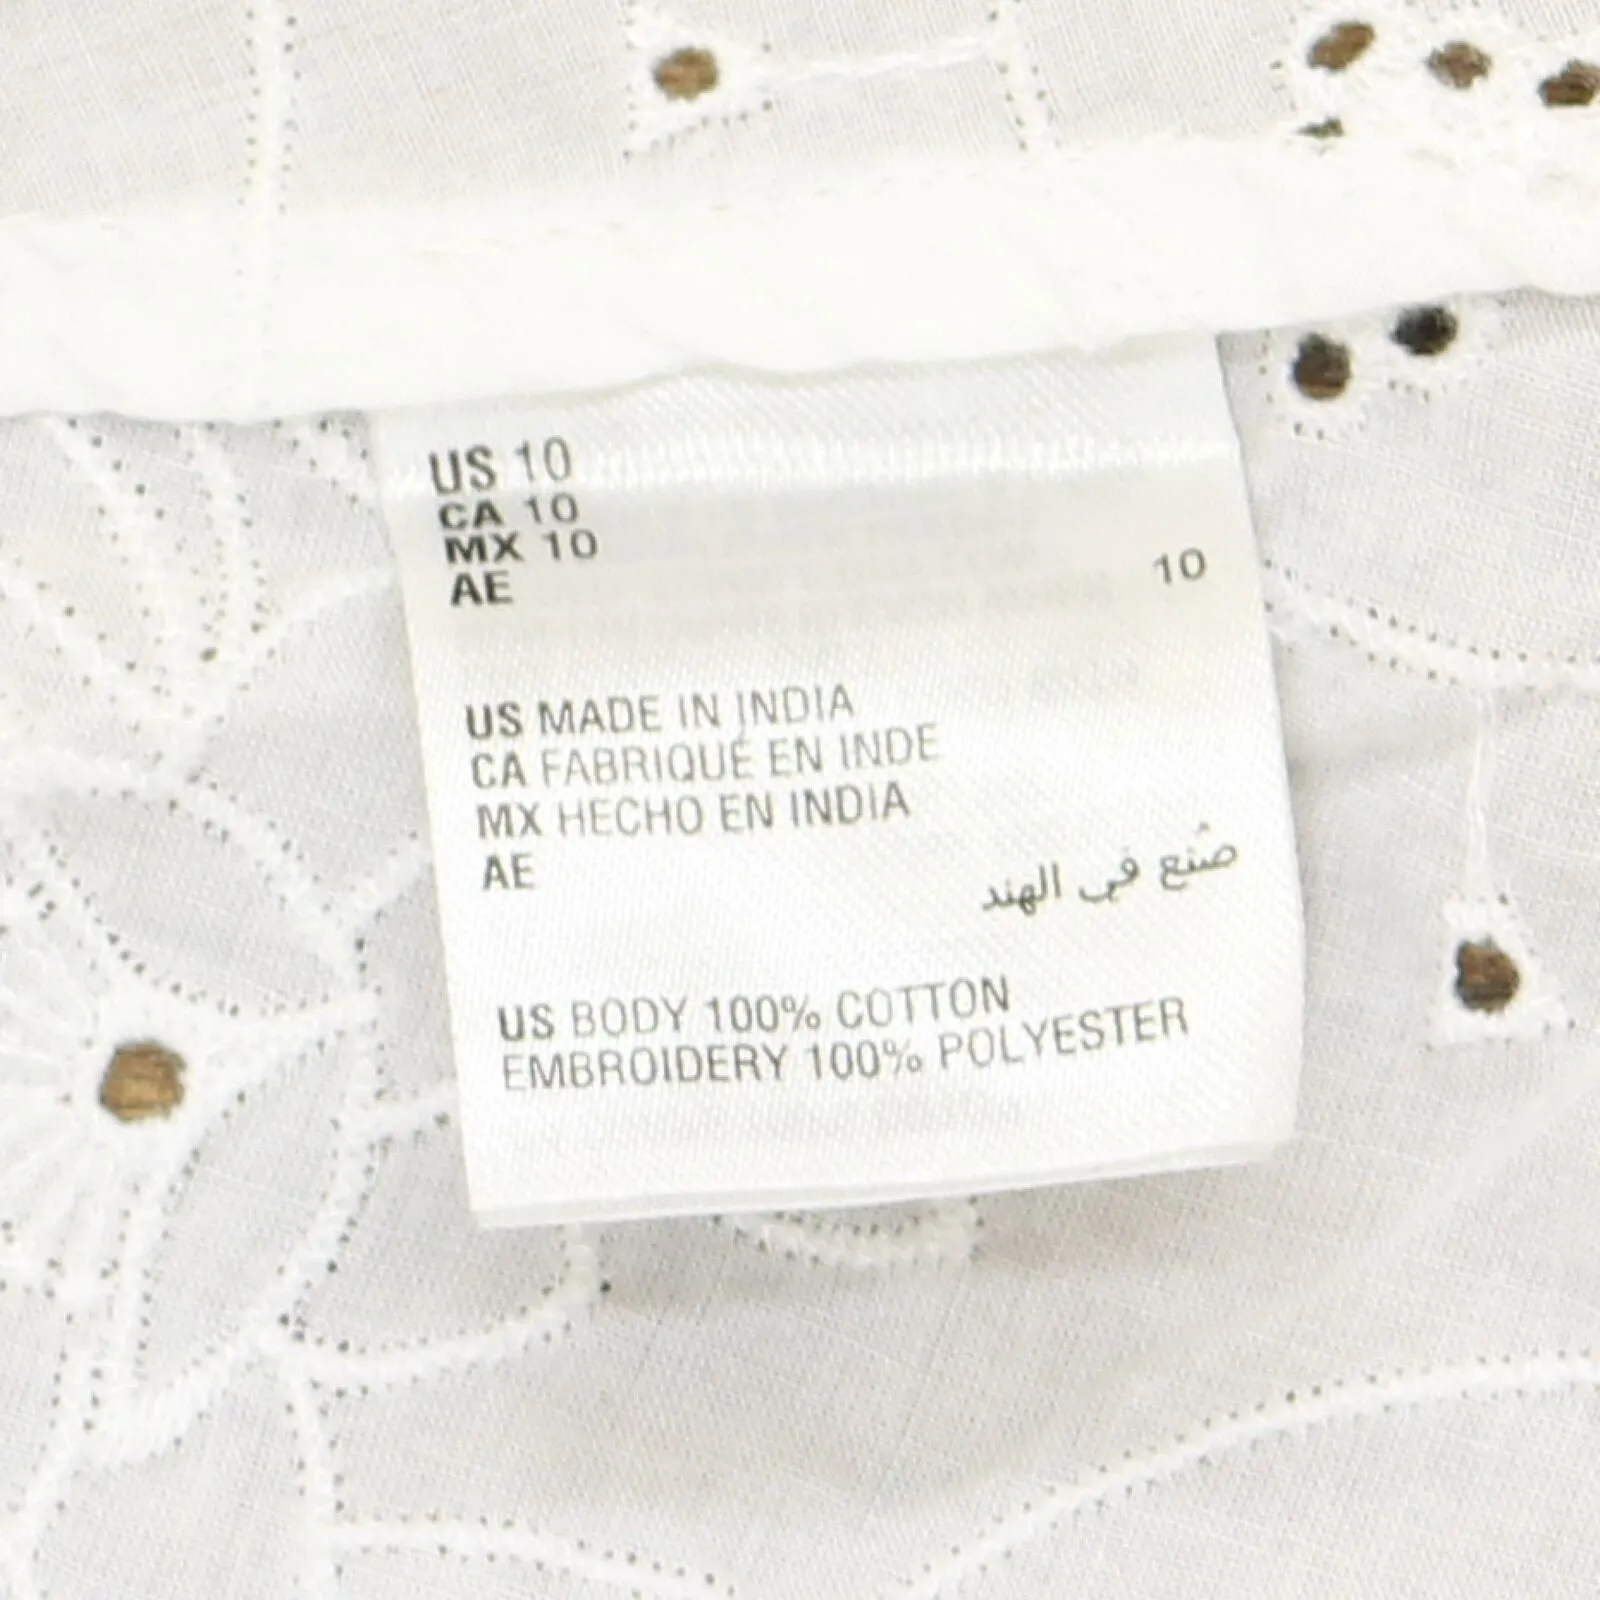 US 10
CA 10
MX 10
AE 10
US MADE IN INDIA
CA FABRIQUÉ EN INDE
MX HECHO EN INDIA
AE صُنع في الهند
US BODY 100% COTTON
EMBROIDERY 100% POLYESTER